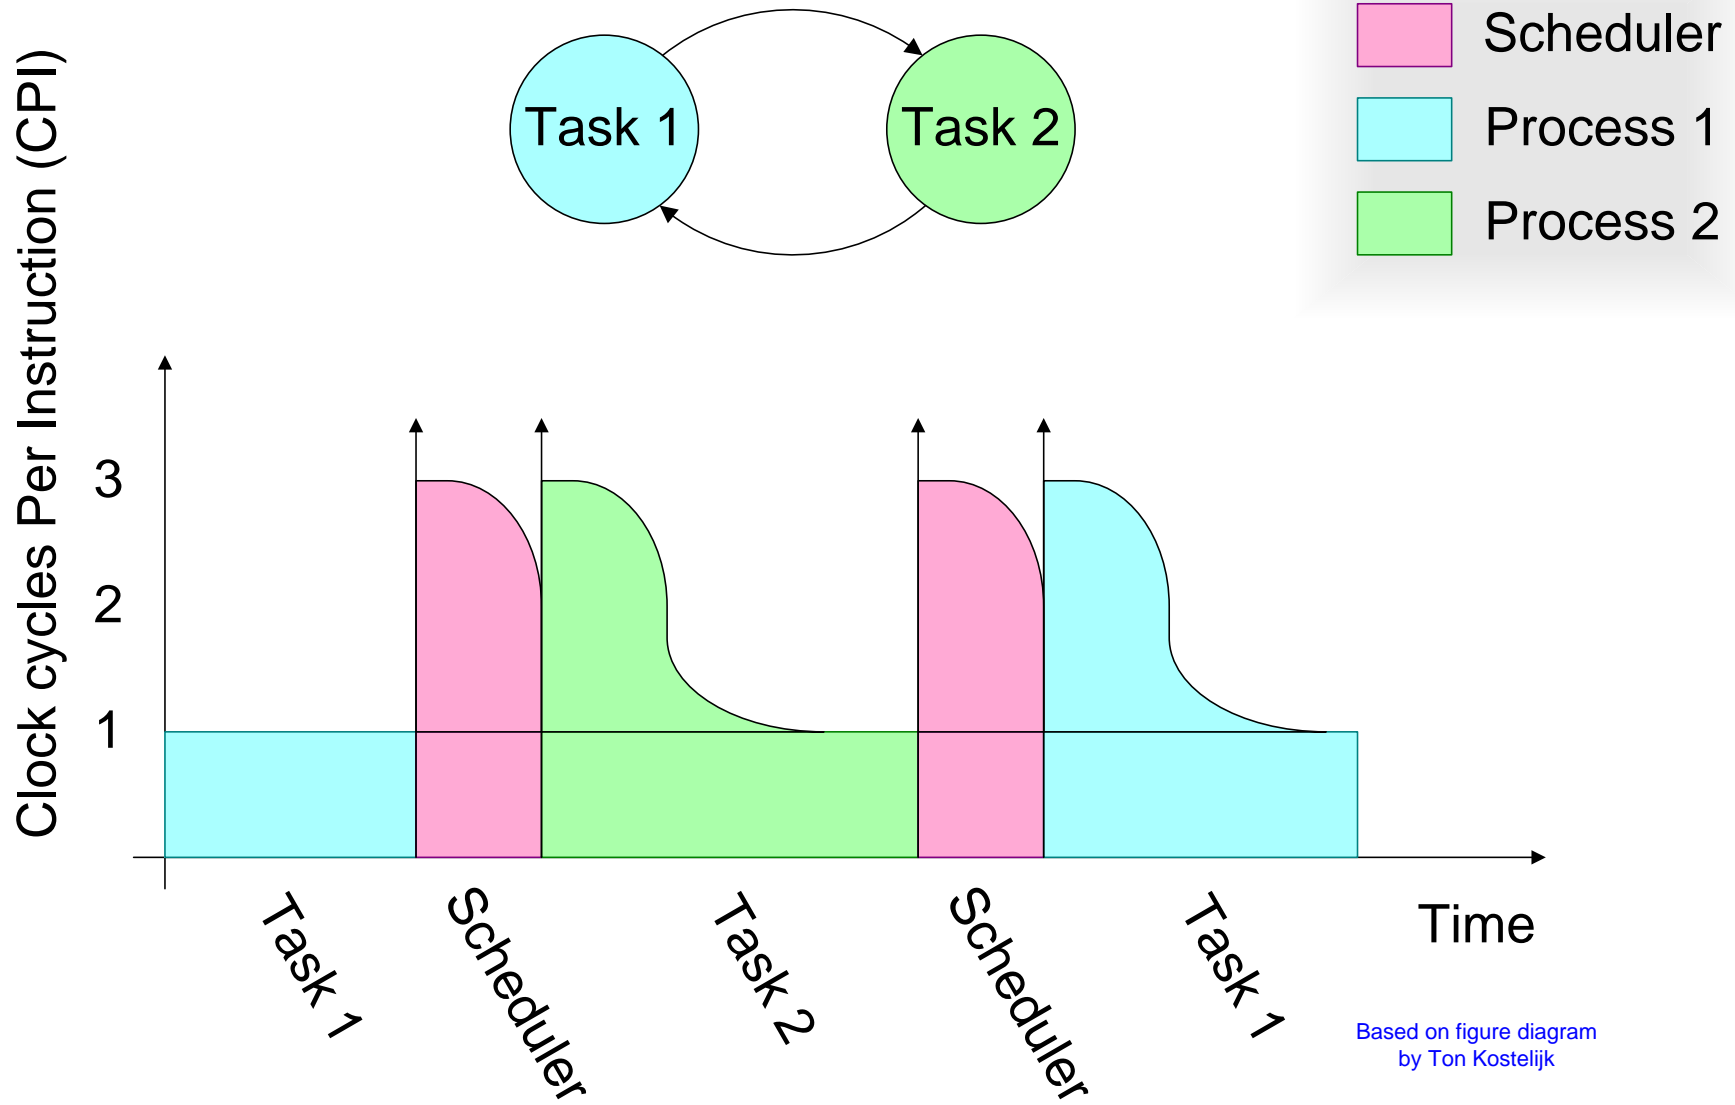 Task 1
Task 2
Scheduler
Process 1
Process 2
Clock cycles Per Instruction (CPI)
3
2
1
Task 1
Scheduler
Task 2
Scheduler
Task 1
Time
Based on figure diagram
by Ton Kostelijk